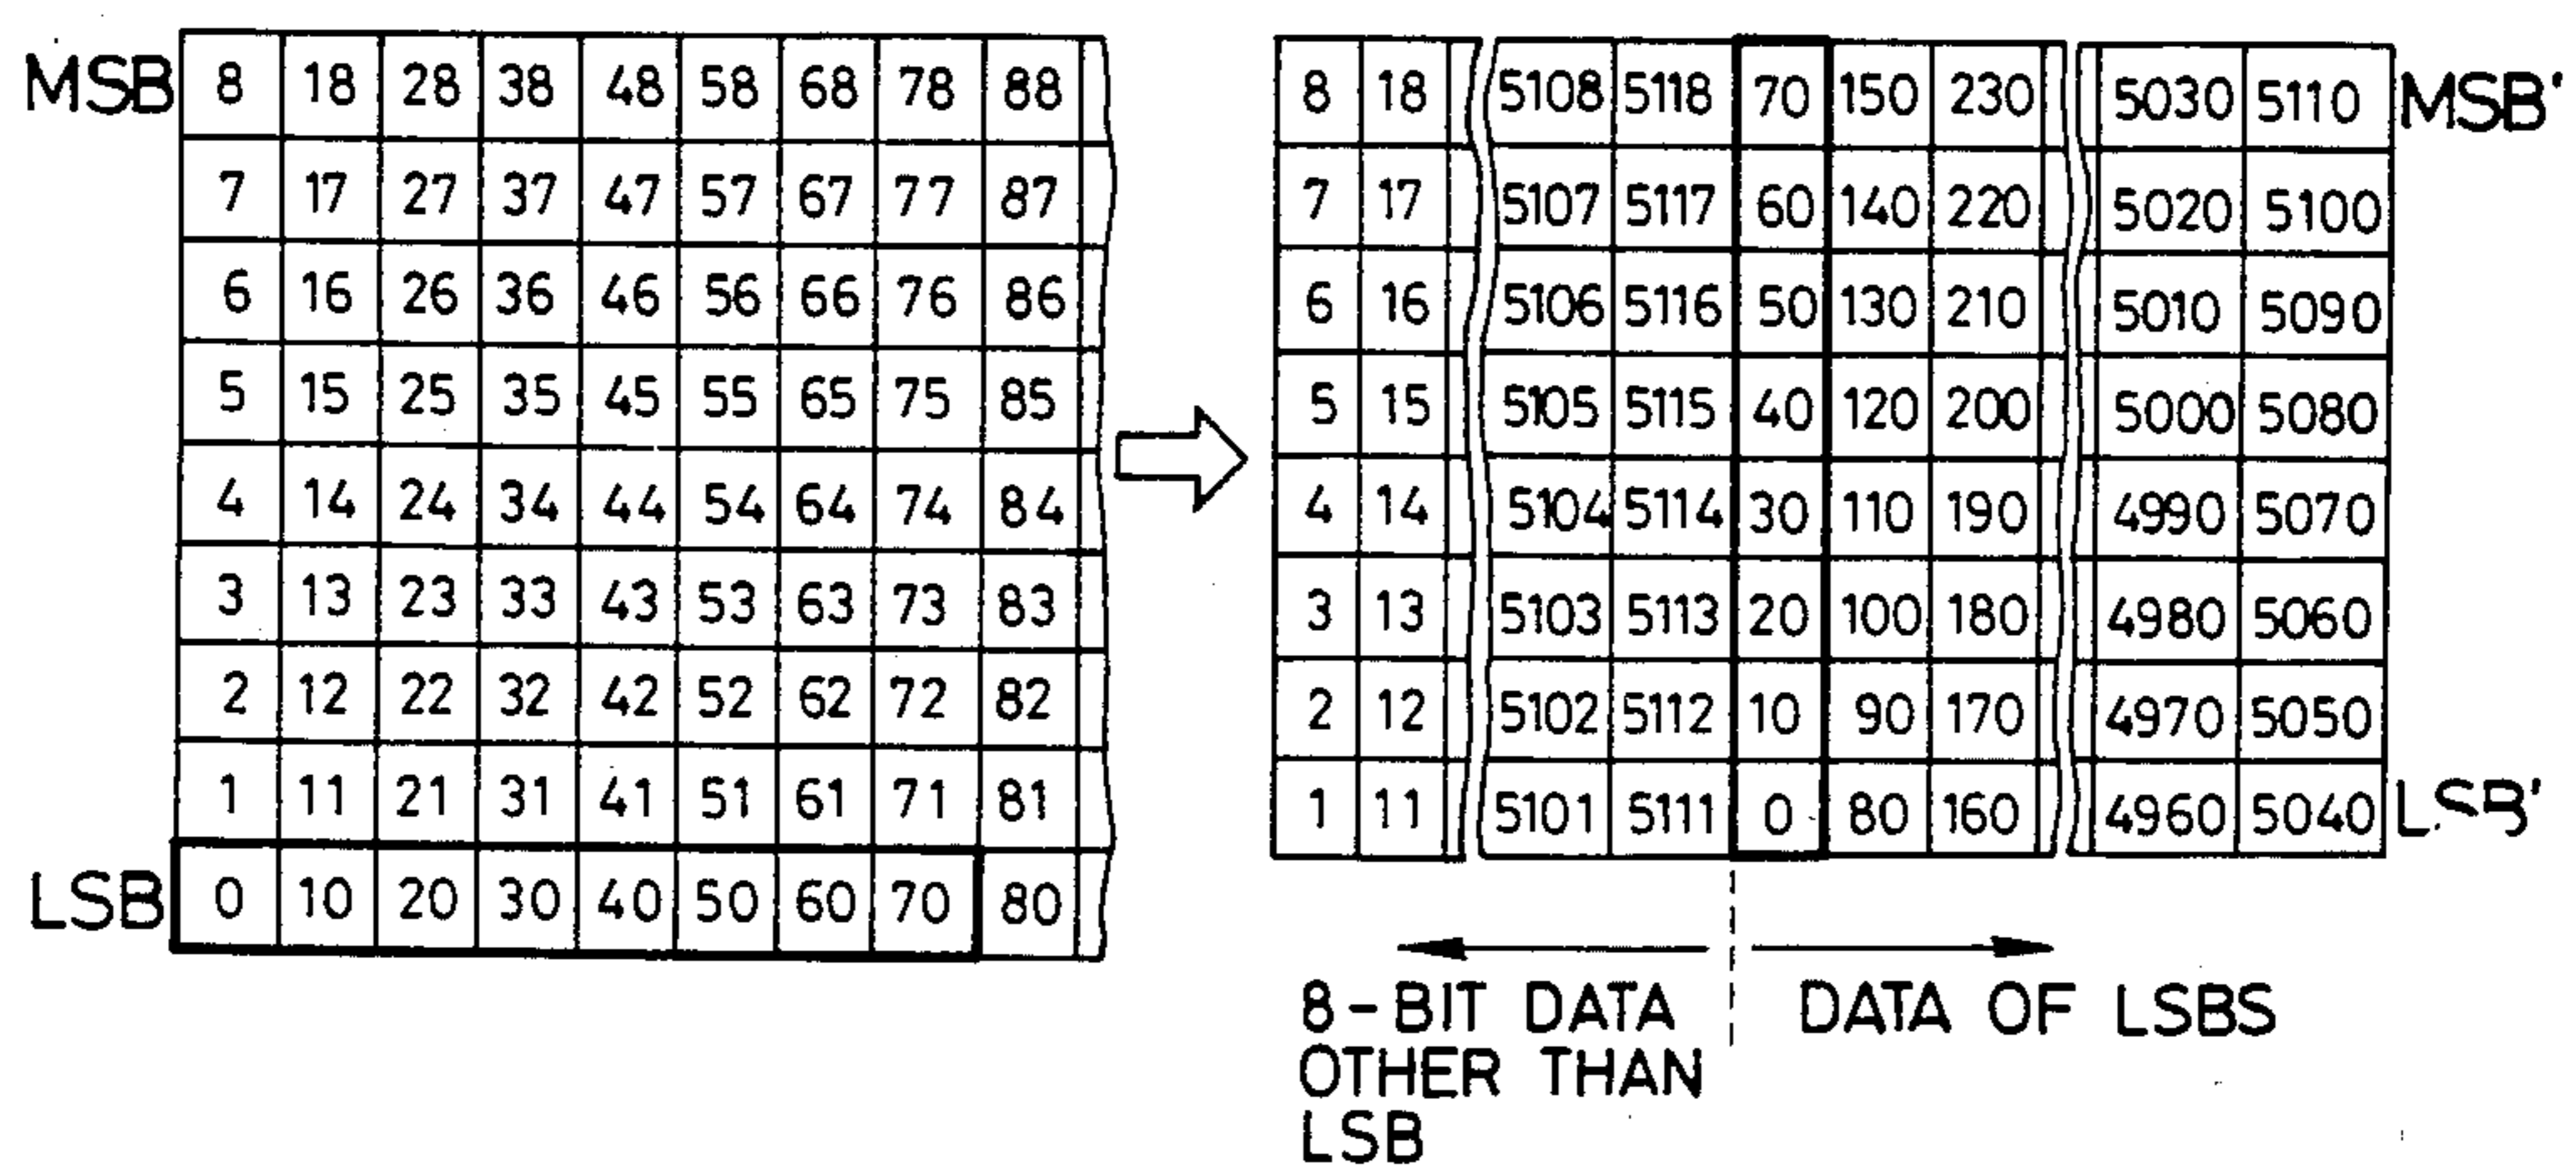 MSB 8 18 28 38 48 58 68 78 88
7 17 27 37 47 57 67 77 87
6 16 26 36 46 56 66 76 86
5 15 25 35 45 55 65 75 85
4 14 24 34 44 54 64 74 84
3 13 23 33 43 53 63 73 83
2 12 22 32 42 52 62 72 82
1 11 21 31 41 51 61 71 81
LSB 0 10 20 30 40 50 60 70 80
8 18 5108 5118 70 150 230 5030 5110 MSB'
7 17 5107 5117 60 140 220 5020 5100
6 16 5106 5116 50 130 210 5010 5090
5 15 5105 5115 40 120 200 5000 5080
4 14 5104 5114 30 110 190 4990 5070
3 13 5103 5113 20 100 180 4980 5060
2 12 5102 5112 10 90 170 4970 5050
1 11 5101 5111 0 80 160 4960 5040 LSB'
8-BIT DATA
OTHER THAN
LSB
DATA OF LSBS